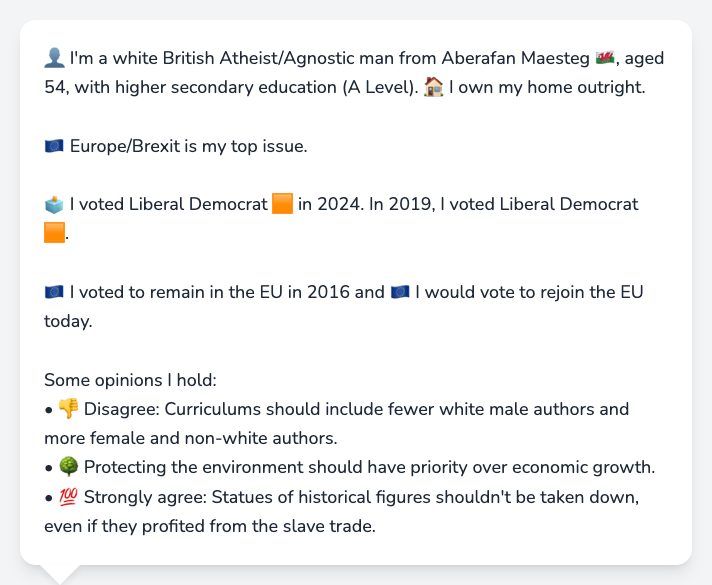 👤 I'm a white British Atheist/Agnostic man from Aberafan Maesteg 🏴󠁧󠁢󠁷󠁬󠁳󠁿, aged
54, with higher secondary education (A Level). 🏠 I own my home outright.
🇪🇺 Europe/Brexit is my top issue.
🗳️ I voted Liberal Democrat 🟧 in 2024. In 2019, I voted Liberal Democrat
🟧.
🇪🇺 I voted to remain in the EU in 2016 and 🇪🇺 I would vote to rejoin the EU
today.
Some opinions I hold:
• 👎 Disagree: Curriculums should include fewer white male authors and
more female and non-white authors.
• 🌳 Protecting the environment should have priority over economic growth.
• 💯 Strongly agree: Statues of historical figures shouldn't be taken down,
even if they profited from the slave trade.